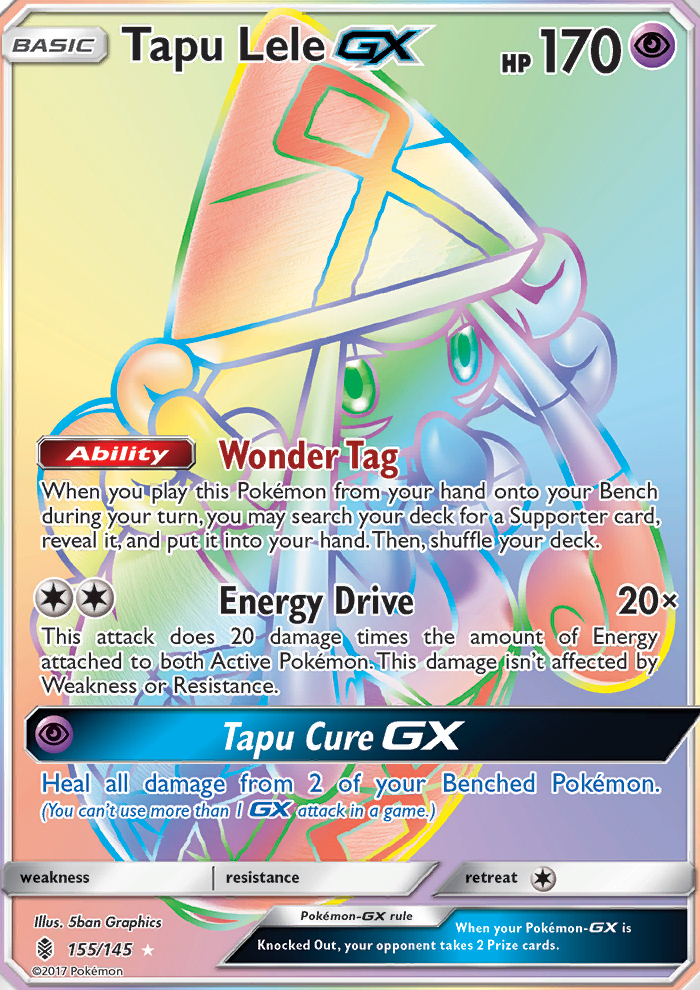 BASIC Tapu Lele GX HP 170
Ability Wonder Tag
When you play this Pokémon from your hand onto your Bench
during your turn, you may search your deck for a Supporter card,
reveal it, and put it into your hand. Then, shuffle your deck.
Energy Drive 20×
This attack does 20 damage times the amount of Energy
attached to both Active Pokémon. This damage isn't affected by
Weakness or Resistance.
Tapu Cure GX
Heal all damage from 2 of your Benched Pokémon.
(You can't use more than 1 GX attack in a game.)
weakness resistance retreat
Illus. 5ban Graphics
Pokémon-GX rule
When your Pokémon-GX is
Knocked Out, your opponent takes 2 Prize cards.
155/145
©2017 Pokémon